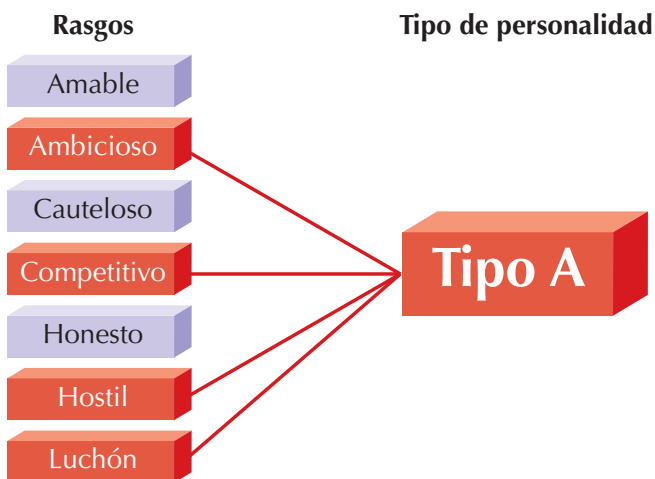 Rasgos
Tipo de personalidad
Amable
Ambicioso
Cauteloso
Competitivo
Honesto
Hostil
Luchón
Tipo A